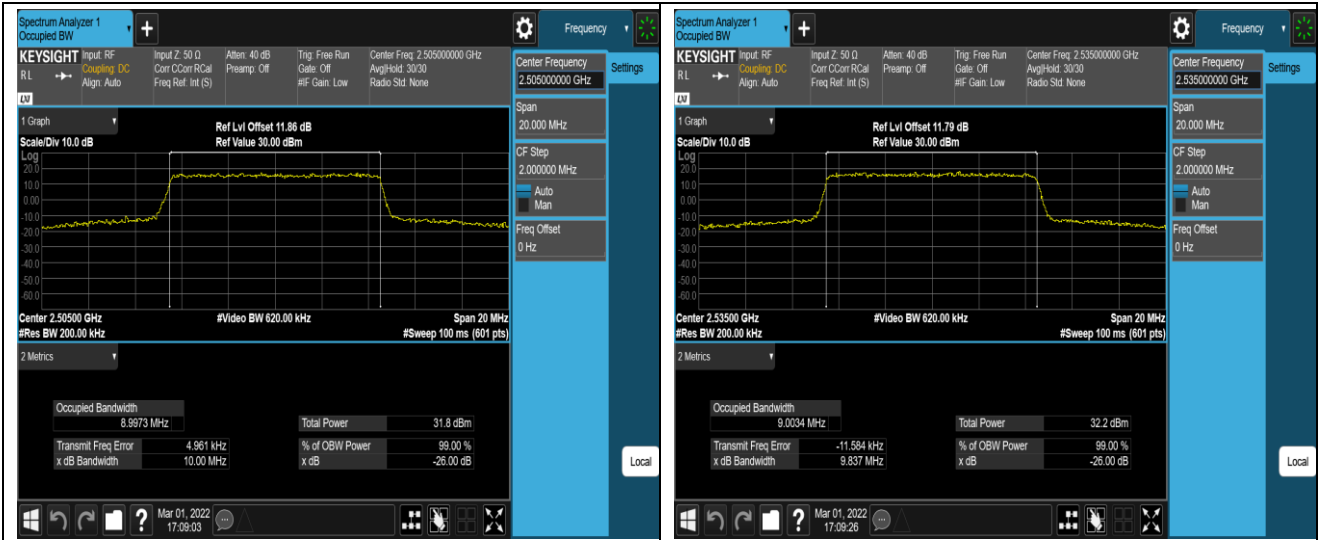 Spectrum Analyzer 1
Occupied BW
+
Frequency
KEYSIGHT
RL
LXI
Input: RF
Coupling: DC
Align: Auto
Input Z: 50 Ω
Corr CCorr RCal
Freq Ref: Int (S)
Atten: 40 dB
Preamp: Off
Trig: Free Run
Gate: Off
#IF Gain: Low
Center Freq: 2.505000000 GHz
Avg|Hold: 30/30
Radio Std: None
Center Frequency
2.505000000 GHz
Settings
Span
20.000 MHz
CF Step
2.000000 MHz
Auto
Man
Freq Offset
0 Hz
Local
1 Graph
Ref Lvl Offset 11.86 dB
Scale/Div 10.0 dB
Ref Value 30.00 dBm
Log
20.0
10.0
0.00
-10.0
-20.0
-30.0
-40.0
-50.0
-60.0
Center 2.50500 GHz
#Video BW 620.00 kHz
Span 20 MHz
#Res BW 200.00 kHz
#Sweep 100 ms (601 pts)
2 Metrics
Occupied Bandwidth
8.9973 MHz
Total Power 31.8 dBm
Transmit Freq Error 4.961 kHz
% of OBW Power 99.00 %
x dB Bandwidth 10.00 MHz
x dB -26.00 dB
?
Mar 01, 2022
17:09:03
Spectrum Analyzer 1
Occupied BW
+
Frequency
KEYSIGHT
RL
LXI
Input: RF
Coupling: DC
Align: Auto
Input Z: 50 Ω
Corr CCorr RCal
Freq Ref: Int (S)
Atten: 40 dB
Preamp: Off
Trig: Free Run
Gate: Off
#IF Gain: Low
Center Freq: 2.535000000 GHz
Avg|Hold: 30/30
Radio Std: None
Center Frequency
2.535000000 GHz
Settings
Span
20.000 MHz
CF Step
2.000000 MHz
Auto
Man
Freq Offset
0 Hz
Local
1 Graph
Ref Lvl Offset 11.79 dB
Scale/Div 10.0 dB
Ref Value 30.00 dBm
Log
20.0
10.0
0.00
-10.0
-20.0
-30.0
-40.0
-50.0
-60.0
Center 2.53500 GHz
#Video BW 620.00 kHz
Span 20 MHz
#Res BW 200.00 kHz
#Sweep 100 ms (601 pts)
2 Metrics
Occupied Bandwidth
9.0034 MHz
Total Power 32.2 dBm
Transmit Freq Error -11.584 kHz
% of OBW Power 99.00 %
x dB Bandwidth 9.837 MHz
x dB -26.00 dB
?
Mar 01, 2022
17:09:26